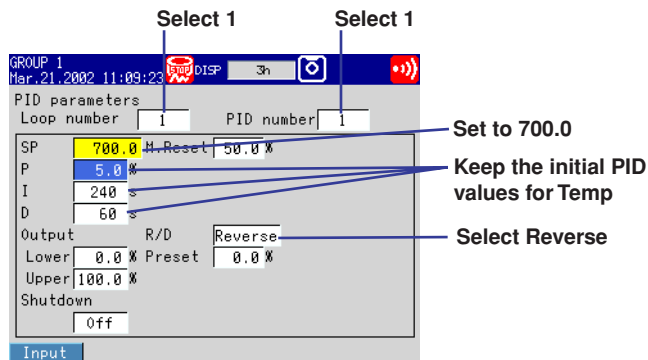 Select 1 Select 1
GROUP 1
Mar.21.2002 11:09:23 STOP DISP 3h
PID parameters
Loop number 1 PID number 1
SP 700.0 M.Reset 50.0 % Set to 700.0
P 5.0 % Keep the initial PID
I 240 s values for Temp
D 60 s
Output R/D Reverse Select Reverse
Lower 0.0 % Preset 0.0 %
Upper 100.0 %
Shutdown
Off
Input